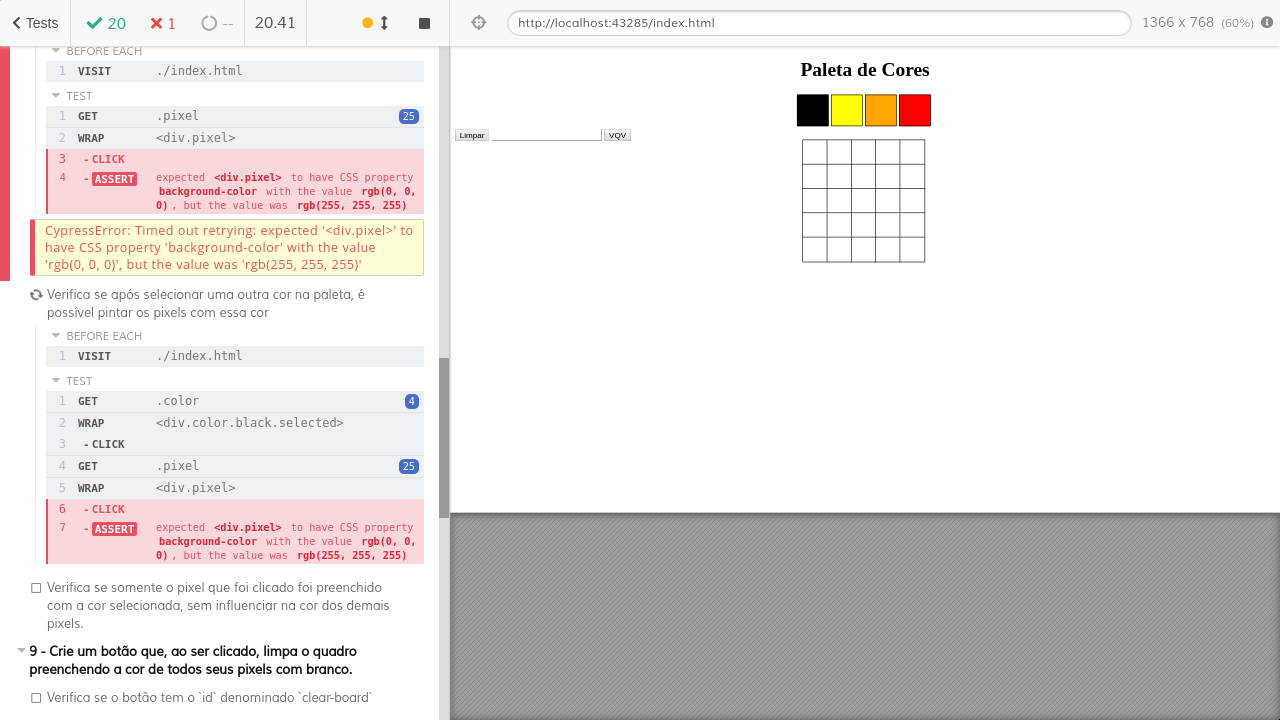 Tests 20 1 -- 20.41 http://localhost:43285/index.html 1366 x 768 (60%)
BEFORE EACH
1 VISIT ./index.html
TEST
1 GET .pixel 25
2 WRAP <div.pixel>
3 - CLICK
4 - ASSERT expected <div.pixel> to have CSS property
background-color with the value rgb(0, 0,
0) , but the value was rgb(255, 255, 255)
CypressError: Timed out retrying: expected '<div.pixel>' to
have CSS property 'background-color' with the value
'rgb(0, 0, 0)', but the value was 'rgb(255, 255, 255)'
Verifica se após selecionar uma outra cor na paleta, é
possível pintar os pixels com essa cor
BEFORE EACH
1 VISIT ./index.html
TEST
1 GET .color 4
2 WRAP <div.color.black.selected>
3 - CLICK
4 GET .pixel 25
5 WRAP <div.pixel>
6 - CLICK
7 - ASSERT expected <div.pixel> to have CSS property
background-color with the value rgb(0, 0,
0) , but the value was rgb(255, 255, 255)
Verifica se somente o pixel que foi clicado foi preenchido
com a cor selecionada, sem influenciar na cor dos demais
pixels.
9 - Crie um botão que, ao ser clicado, limpa o quadro
preenchendo a cor de todos seus pixels com branco.
Verifica se o botão tem o `id` denominado `clear-board`
Paleta de Cores
Limpar VQV